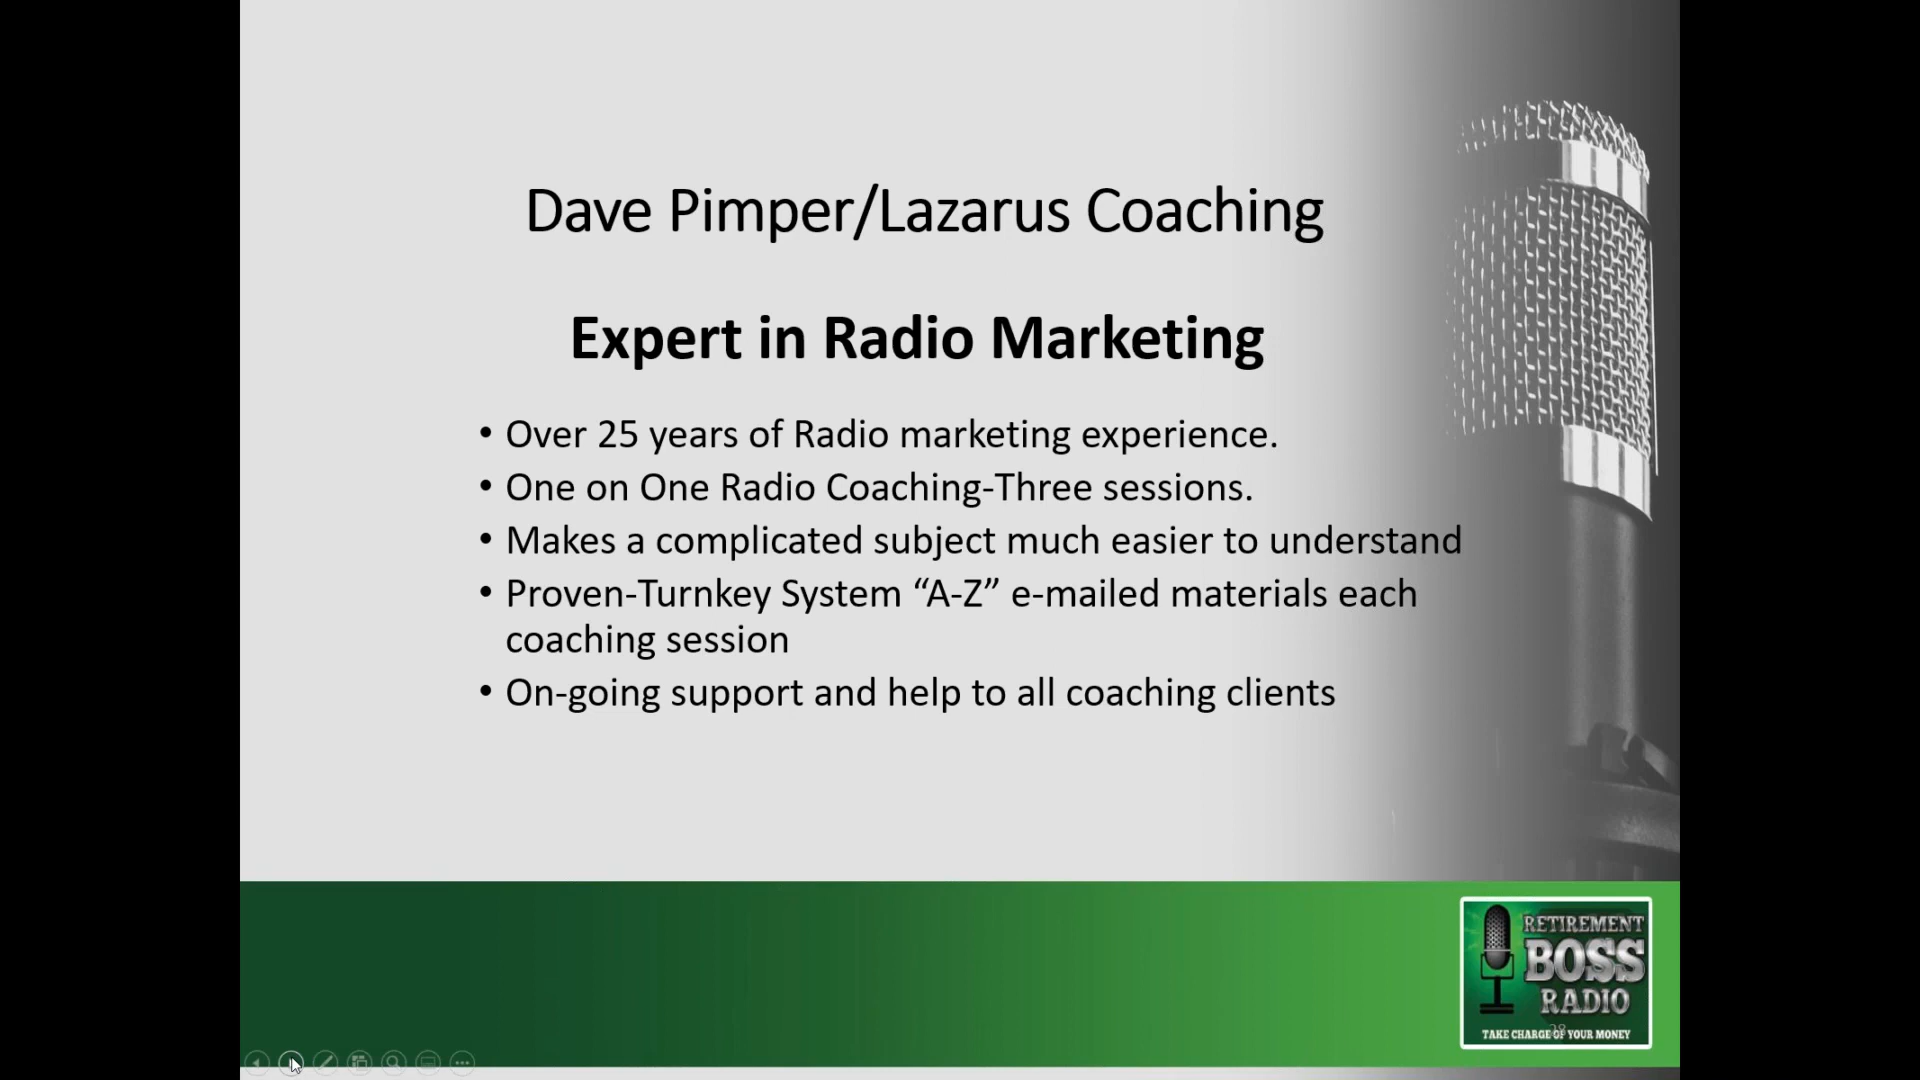 Dave Pimper/Lazarus Coaching
Expert in Radio Marketing
• Over 25 years of Radio marketing experience.
• One on One Radio Coaching-Three sessions.
• Makes a complicated subject much easier to understand
• Proven-Turnkey System “A-Z” e-mailed materials each
coaching session
• On-going support and help to all coaching clients
RETIREMENT
BOSS
RADIO
TAKE CHARGE OF YOUR MONEY